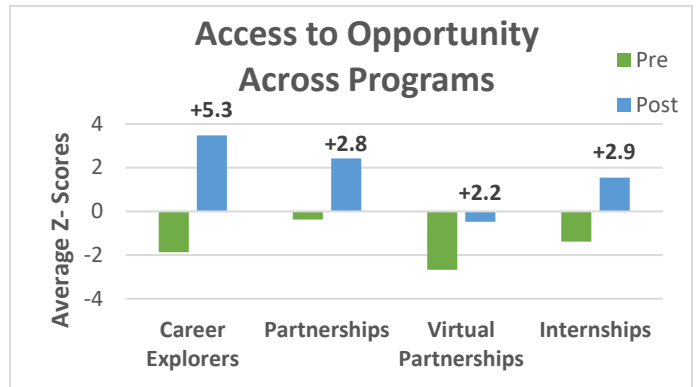 Access to Opportunity
Across Programs
Pre
Post
Average Z- Scores
4
2
0
-2
-4
+5.3
+2.8
+2.2
+2.9
Career
Explorers
Partnerships
Virtual
Partnerships
Internships